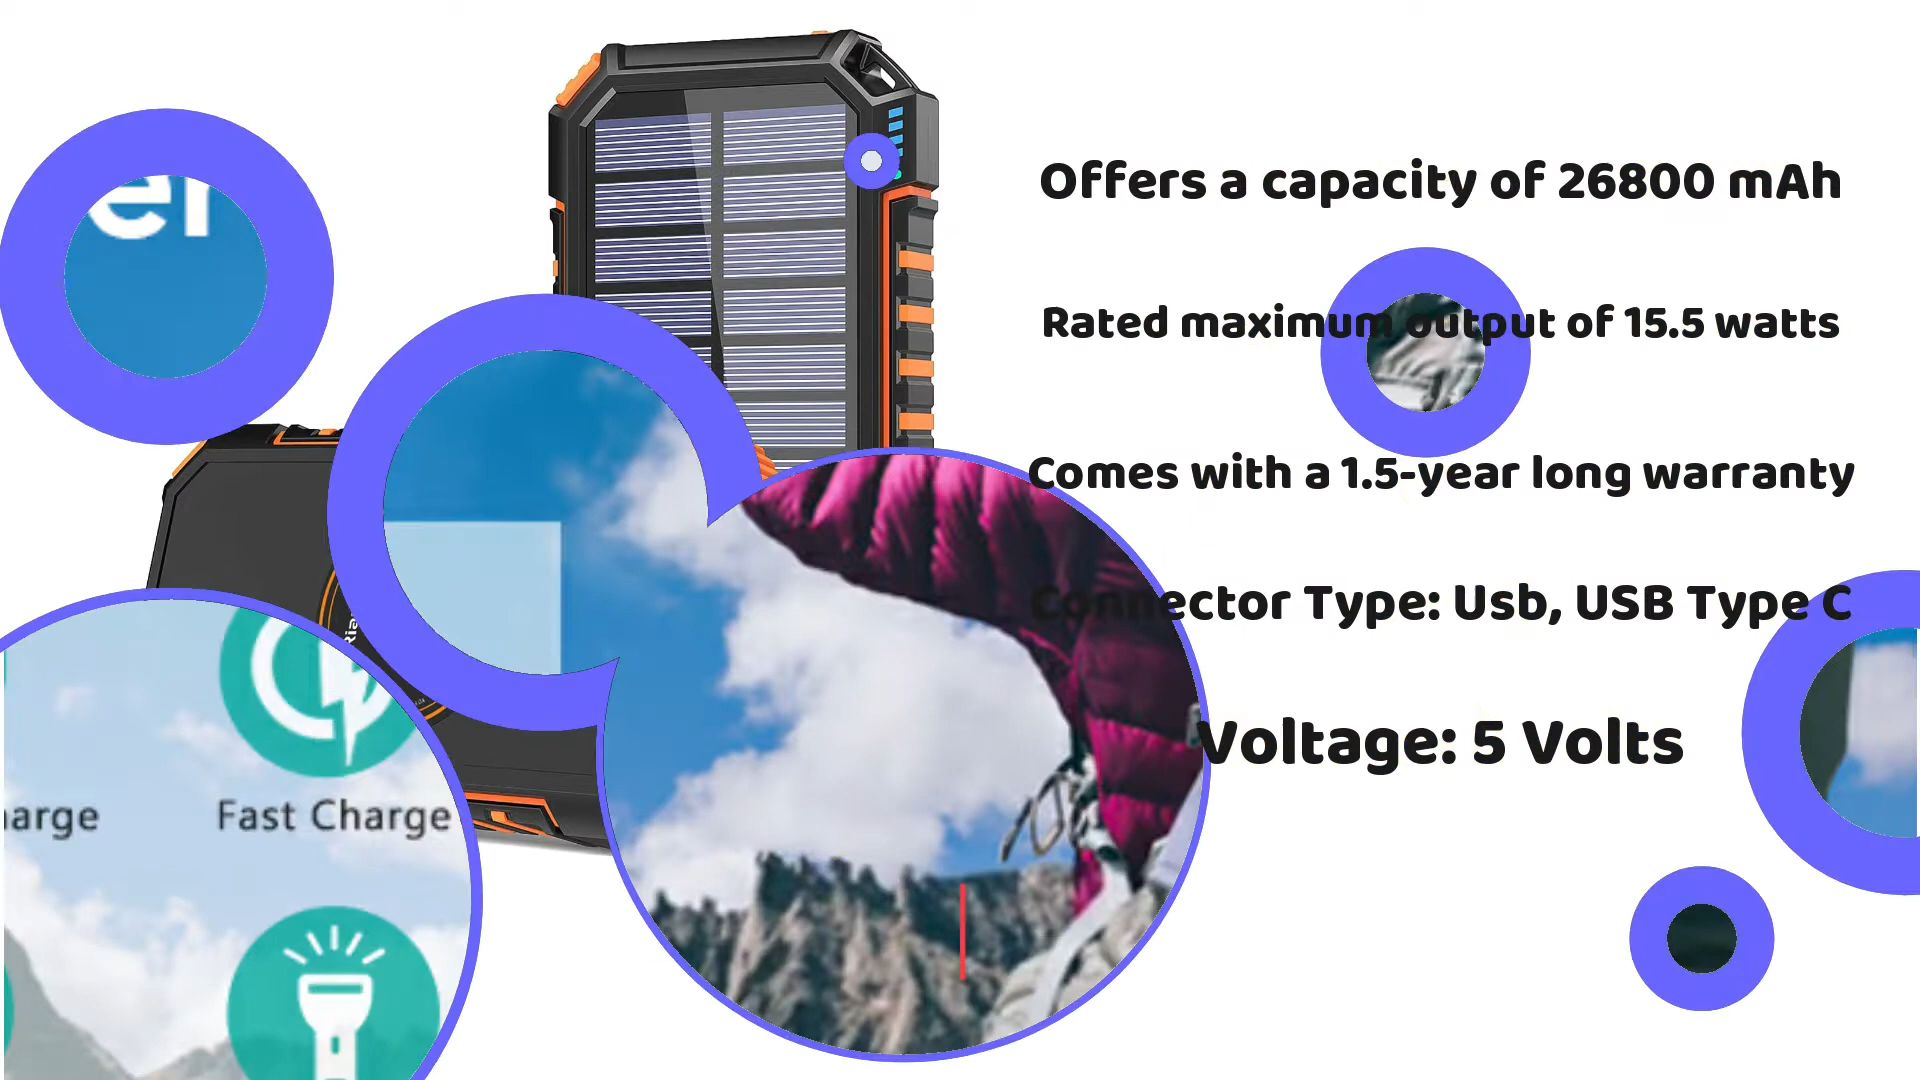 er
Offers a capacity of 26800 mAh
Rated maximum output of 15.5 watts
Comes with a 1.5-year long warranty
Connector Type: Usb, USB Type C
Voltage: 5 Volts
arge
Fast Charge